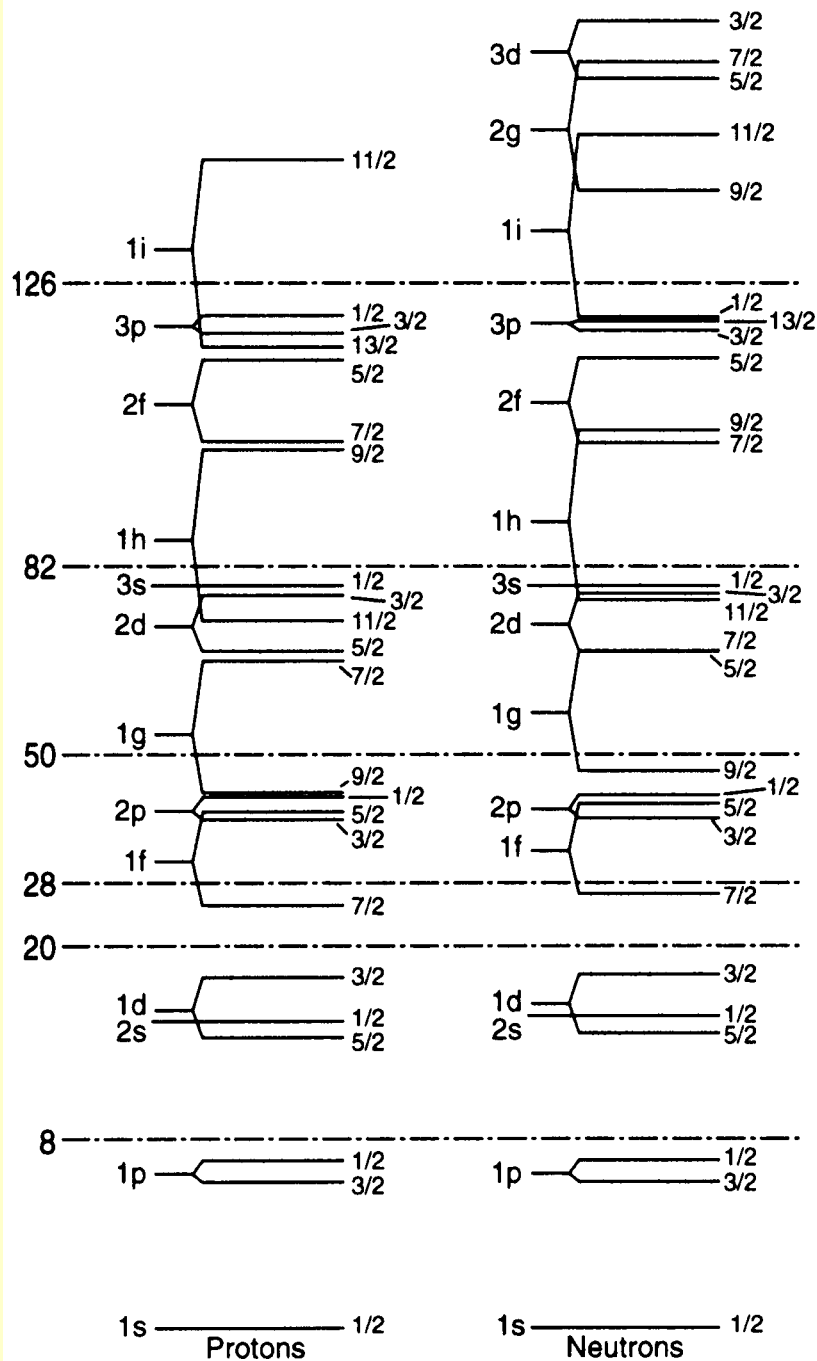 3/2
3d
7/2
5/2
2g
11/2
11/2
9/2
1i
1i
126
1/2
1/2
3p
3/2
3p
13/2
13/2
3/2
5/2
5/2
2f
2f
9/2
7/2
7/2
9/2
1h
1h
82
3s
1/2
3s
1/2
3/2
3/2
2d
11/2
2d
11/2
5/2
7/2
7/2
5/2
1g
1g
50
9/2
9/2
1/2
1/2
2p
5/2
2p
5/2
3/2
3/2
1f
1f
28
7/2
7/2
20
3/2
3/2
1d
1d
1/2
1/2
2s
5/2
2s
5/2
8
1/2
1/2
1p
3/2
1p
3/2
1s
1/2
1s
1/2
Protons
Neutrons